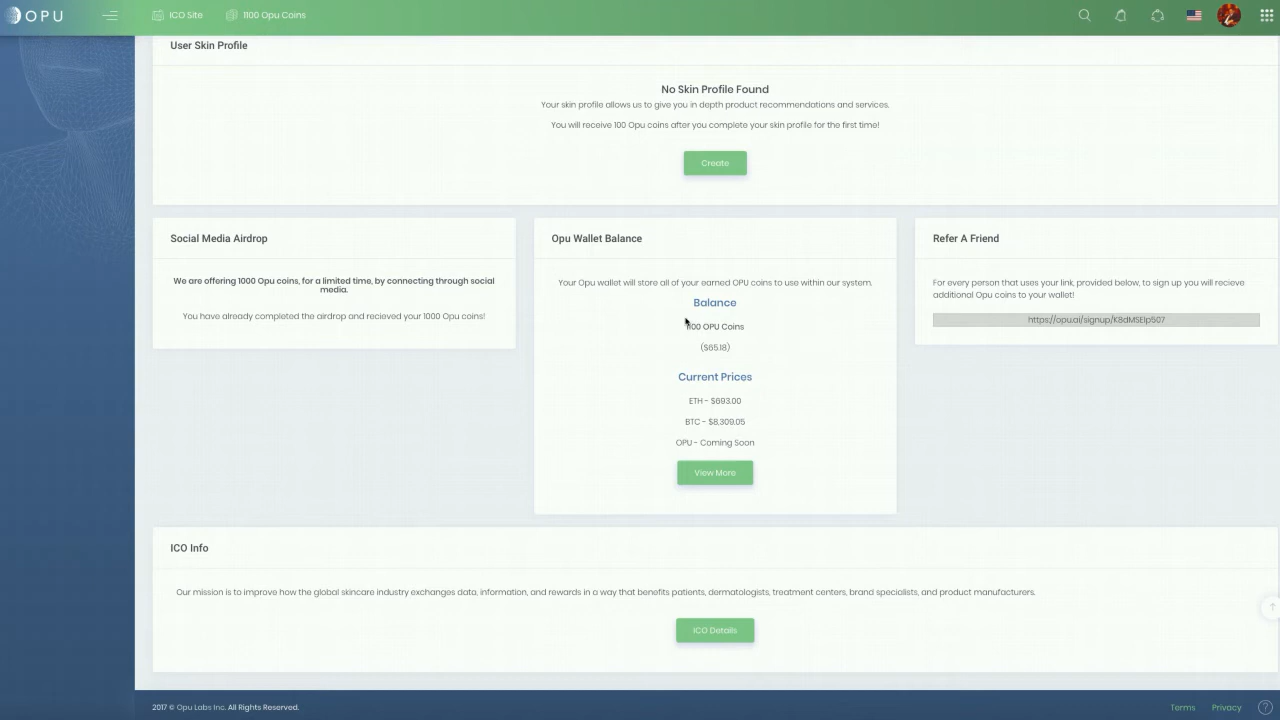 OPU
ICO Site
1100 Opu Coins
User Skin Profile
No Skin Profile Found
Your skin profile allows us to give you in depth product recommendations and services.
You will receive 100 Opu coins after you complete your skin profile for the first time!
Create
Social Media Airdrop
We are offering 1000 Opu coins, for a limited time, by connecting through social
media.
You have already completed the airdrop and recieved your 1000 Opu coins!
Opu Wallet Balance
Your Opu wallet will store all of your earned OPU coins to use within our system.
Balance
1100 OPU Coins
($65.18)
Current Prices
ETH - $693.00
BTC - $8,309.05
OPU - Coming Soon
View More
Refer A Friend
For every person that uses your link, provided below, to sign up you will recieve
additional Opu coins to your wallet!
https://opu.ai/signup/K8dMSElp507
ICO Info
Our mission is to improve how the global skincare industry exchanges data, information, and rewards in a way that benefits patients, dermatologists, treatment centers, brand specialists, and product manufacturers.
ICO Details
2017 © Opu Labs Inc. All Rights Reserved.
Terms
Privacy